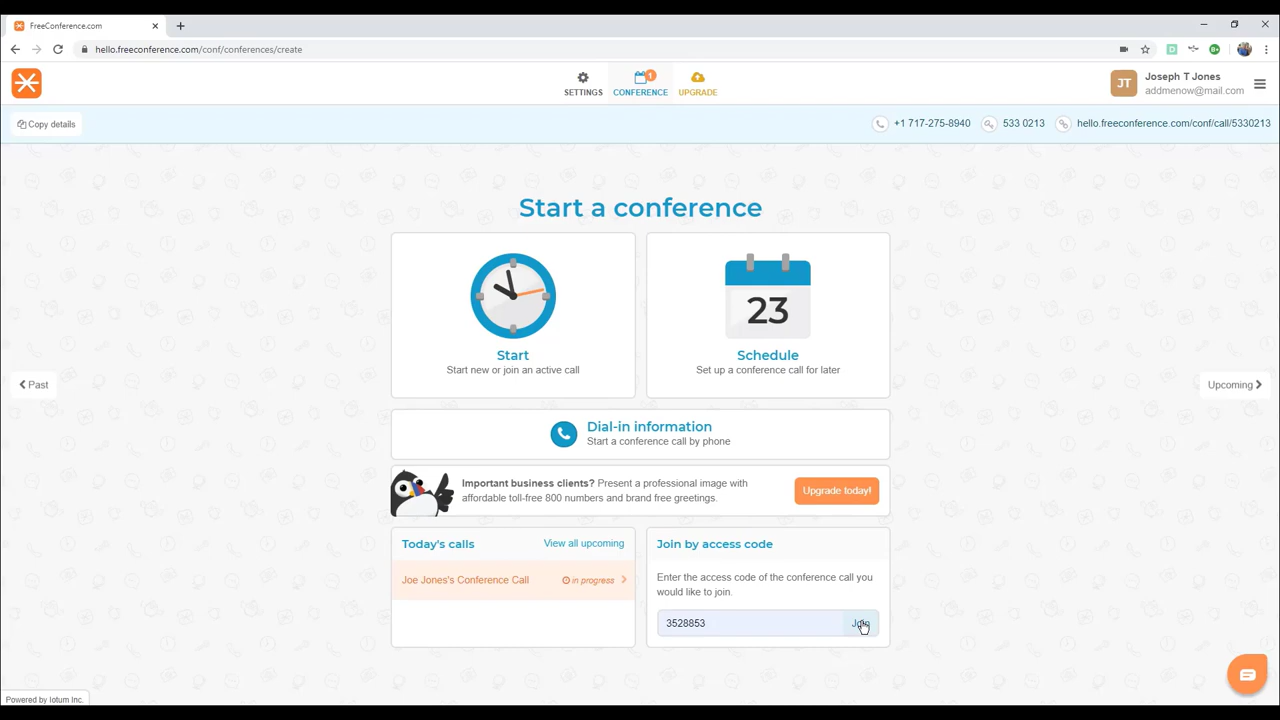 FreeConference.com
hello.freeconference.com/conf/conferences/create
SETTINGS
CONFERENCE
1
UPGRADE
JT
Joseph T Jones
addmenow@mail.com
Copy details
+1 717-275-8940
533 0213
hello.freeconference.com/conf/call/5330213
Start a conference
Start
Start new or join an active call
23
Schedule
Set up a conference call for later
Past
Upcoming
Dial-in information
Start a conference call by phone
Important business clients? Present a professional image with
affordable toll-free 800 numbers and brand free greetings.
Upgrade today!
Today's calls
View all upcoming
Joe Jones's Conference Call
in progress
Join by access code
Enter the access code of the conference call you
would like to join.
3528853
Join
Powered by Iotum Inc.